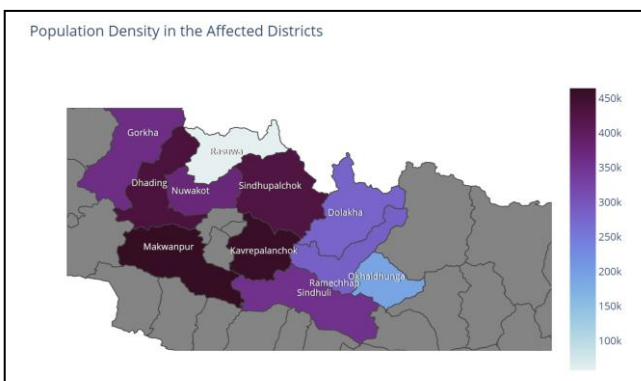 Population Density in the Affected Districts
Gorkha
Rasuwa
Dhading
Nuwakot
Sindhupalchok
Dolakha
Makwanpur
Kavrepalanchok
Ramechhap
Okhaldhunga
Sindhuli
450k
400k
350k
300k
250k
200k
150k
100k